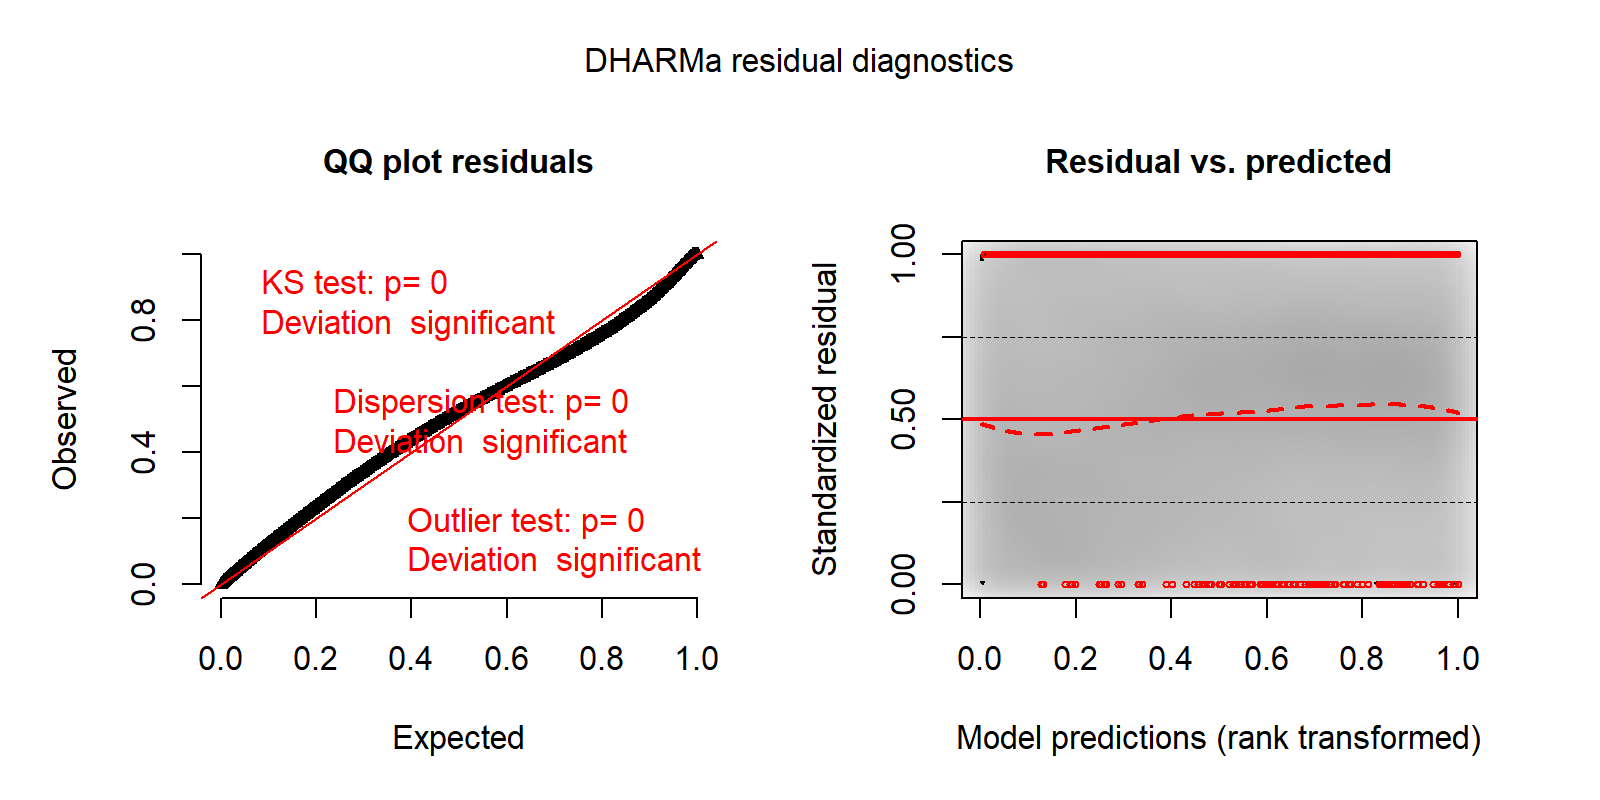 DHARMa residual diagnostics
QQ plot residuals
KS test: p= 0
Deviation  significant
Dispersion test: p= 0
Deviation  significant
Outlier test: p= 0
Deviation  significant
Observed
0.0
0.4
0.8
0.0 0.2 0.4 0.6 0.8 1.0
Expected
Residual vs. predicted
Standardized residual
0.00
0.50
1.00
0.0 0.2 0.4 0.6 0.8 1.0
Model predictions (rank transformed)